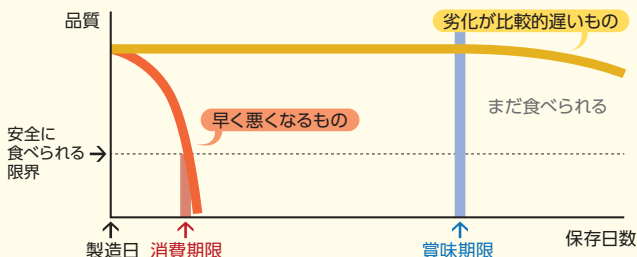 品質
劣化が比較的遅いもの
まだ食べられる
早く悪くなるもの
安全に
食べられる
限界
製造日
消費期限
賞味期限
保存日数